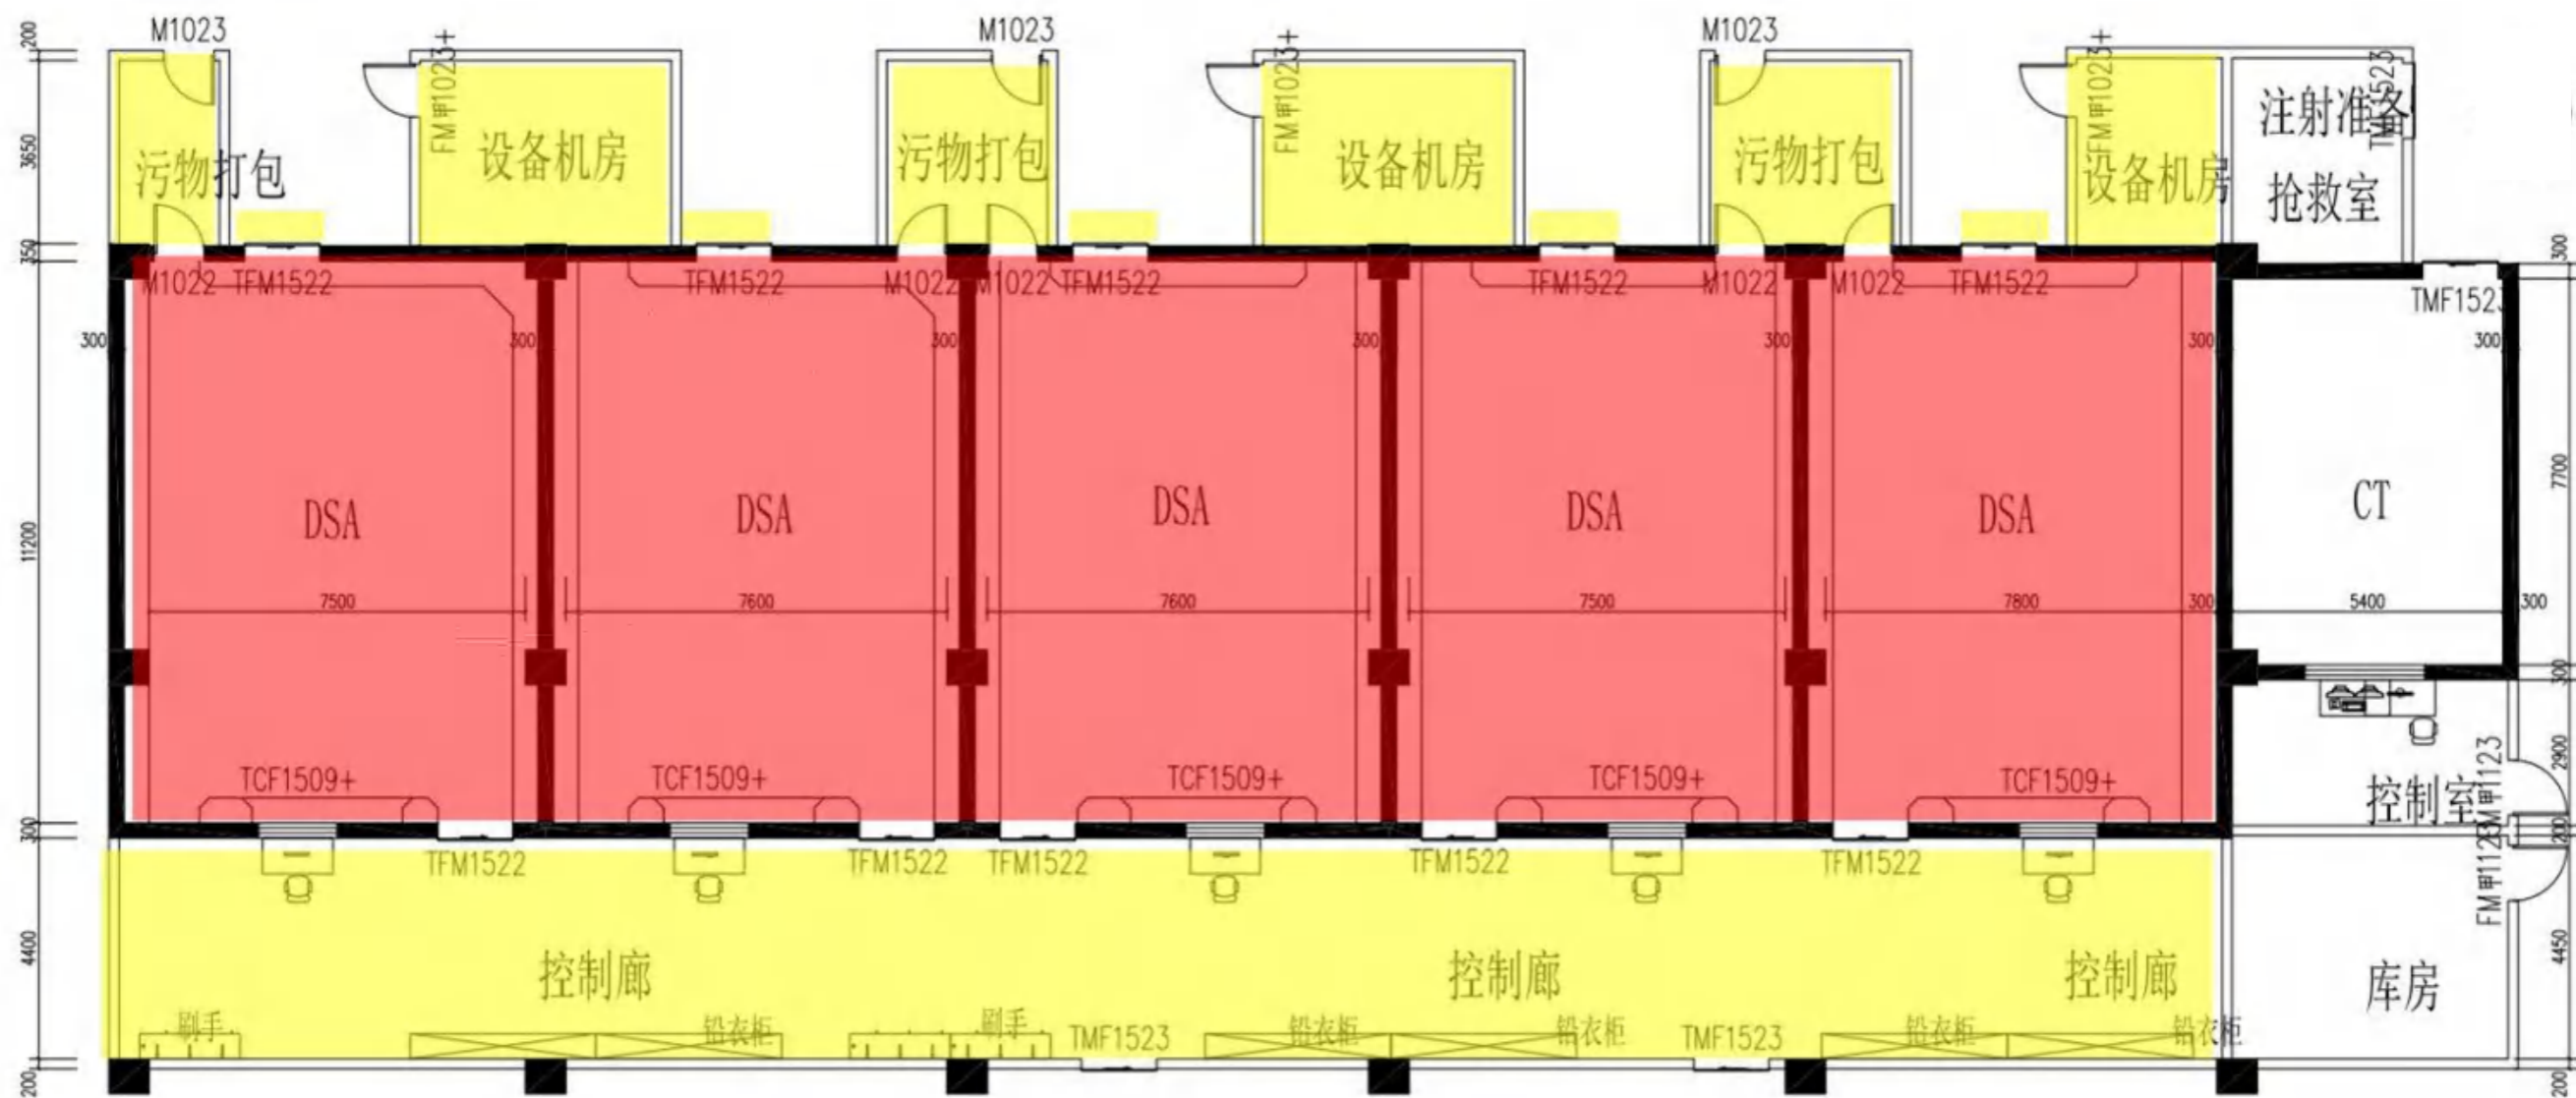 M1023
M1023
M1023
200
FM甲1023+
FM甲1023+
FM甲1023+
TM1523
3650
污物打包
设备机房
污物打包
设备机房
污物打包
设备机房
注射准备
抢救室
350
300
M1022
TFM1522
TFM1522
M1022
M1022
TFM1522
TFM1522
M1022
M1022
TFM1522
TMF1523
300
300
300
300
300
300
300
11200
7700
DSA
DSA
DSA
DSA
DSA
CT
7500
7600
7600
7500
7800
300
5400
300
300
TCF1509+
TCF1509+
TCF1509+
TCF1509+
TCF1509+
控制室
FM甲1123
2900
300
200
TFM1522
TFM1522
TFM1522
TFM1522
TFM1522
FM甲1123
4400
控制廊
控制廊
控制廊
库房
4450
刷手
铅衣柜
刷手
TMF1523
铅衣柜
铅衣柜
TMF1523
铅衣柜
铅衣柜
200
200